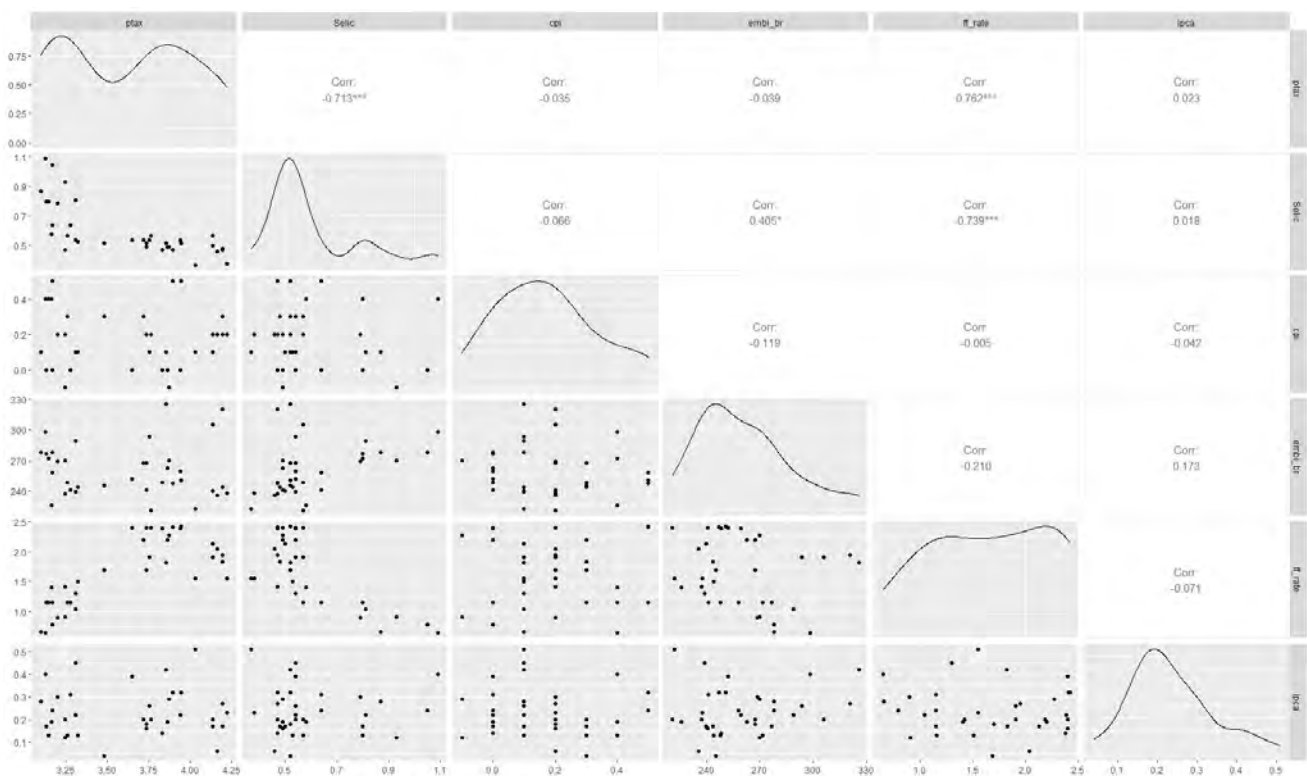 ptax Selic cpi embi_br ff_rate ipca
0.75
0.50
0.25
0.00
Corr:
-0.713***
Corr:
-0.035
Corr:
-0.039
Corr:
0.762***
Corr:
0.023
ptax
1.1
0.9
0.7
0.5
Corr:
-0.066
Corr:
0.405*
Corr:
-0.739***
Corr:
0.018
Selic
0.4
0.2
0.0
Corr:
-0.119
Corr:
-0.005
Corr:
-0.042
cpi
330
300
270
240
Corr:
-0.210
Corr:
0.173
embi_br
2.5
2.0
1.5
1.0
Corr:
-0.071
ff_rate
0.5
0.4
0.3
0.2
0.1
ipca
3.25 3.50 3.75 4.00 4.25 0.5 0.7 0.9 1.1 0.0 0.2 0.4 240 270 300 330 1.0 1.5 2.0 2.5 0.1 0.2 0.3 0.4 0.5